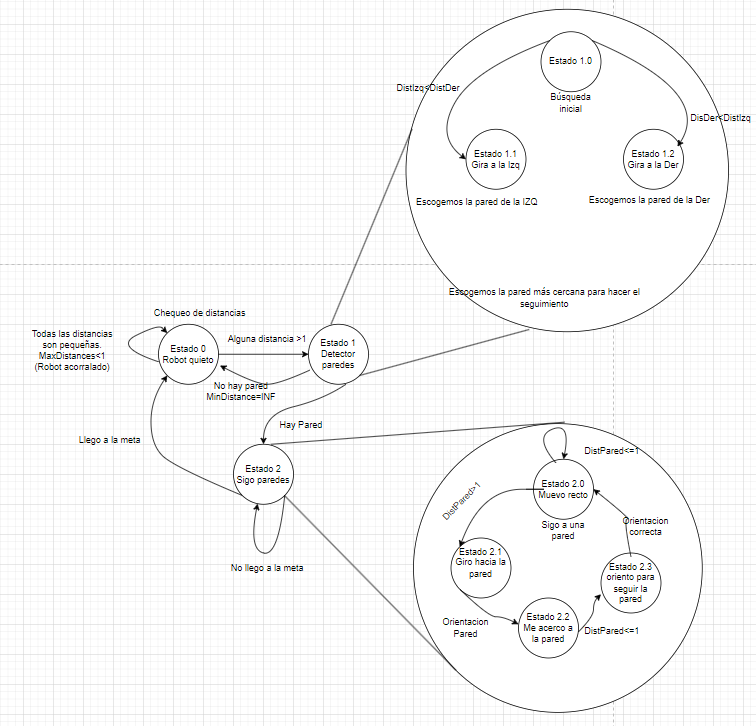 Estado 1.0
Búsqueda
inicial
DistIzq<DistDer
DisDer<DistIzq
Estado 1.1
Gira a la Izq
Estado 1.2
Gira a la Der
Escogemos la pared de la IZQ
Escogemos la pared de la Der
Escogemos la pared más cercana para hacer el
seguimiento
Chequeo de distancias
Todas las distancias
son pequeñas.
MaxDistances<1
(Robot acorralado)
Estado 0
Robot quieto
Alguna distancia >1
Estado 1
Detector
paredes
No hay pared
MinDistance=INF
Hay Pared
Llego a la meta
Estado 2
Sigo paredes
No llego a la meta
DistPared<=1
Estado 2.0
Muevo recto
Sigo a una
pared
DistPared>1
Orientacion
correcta
Estado 2.1
Giro hacia la
pared
Estado 2.3
oriento para
seguir la
pared
Orientacion
Pared
Estado 2.2
Me acerco a
la pared
DistPared<=1